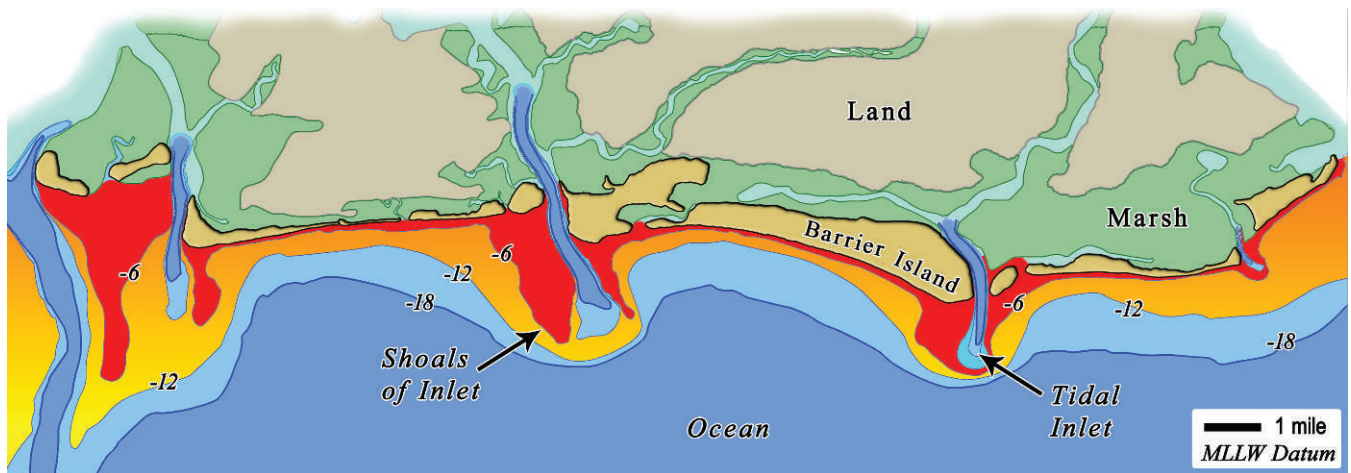 Land
Marsh
Barrier Island
-6
-12
-18
-12
-6
-6
-12
-18
Shoals
of Inlet
Tidal
Inlet
Ocean
1 mile
MLLW Datum